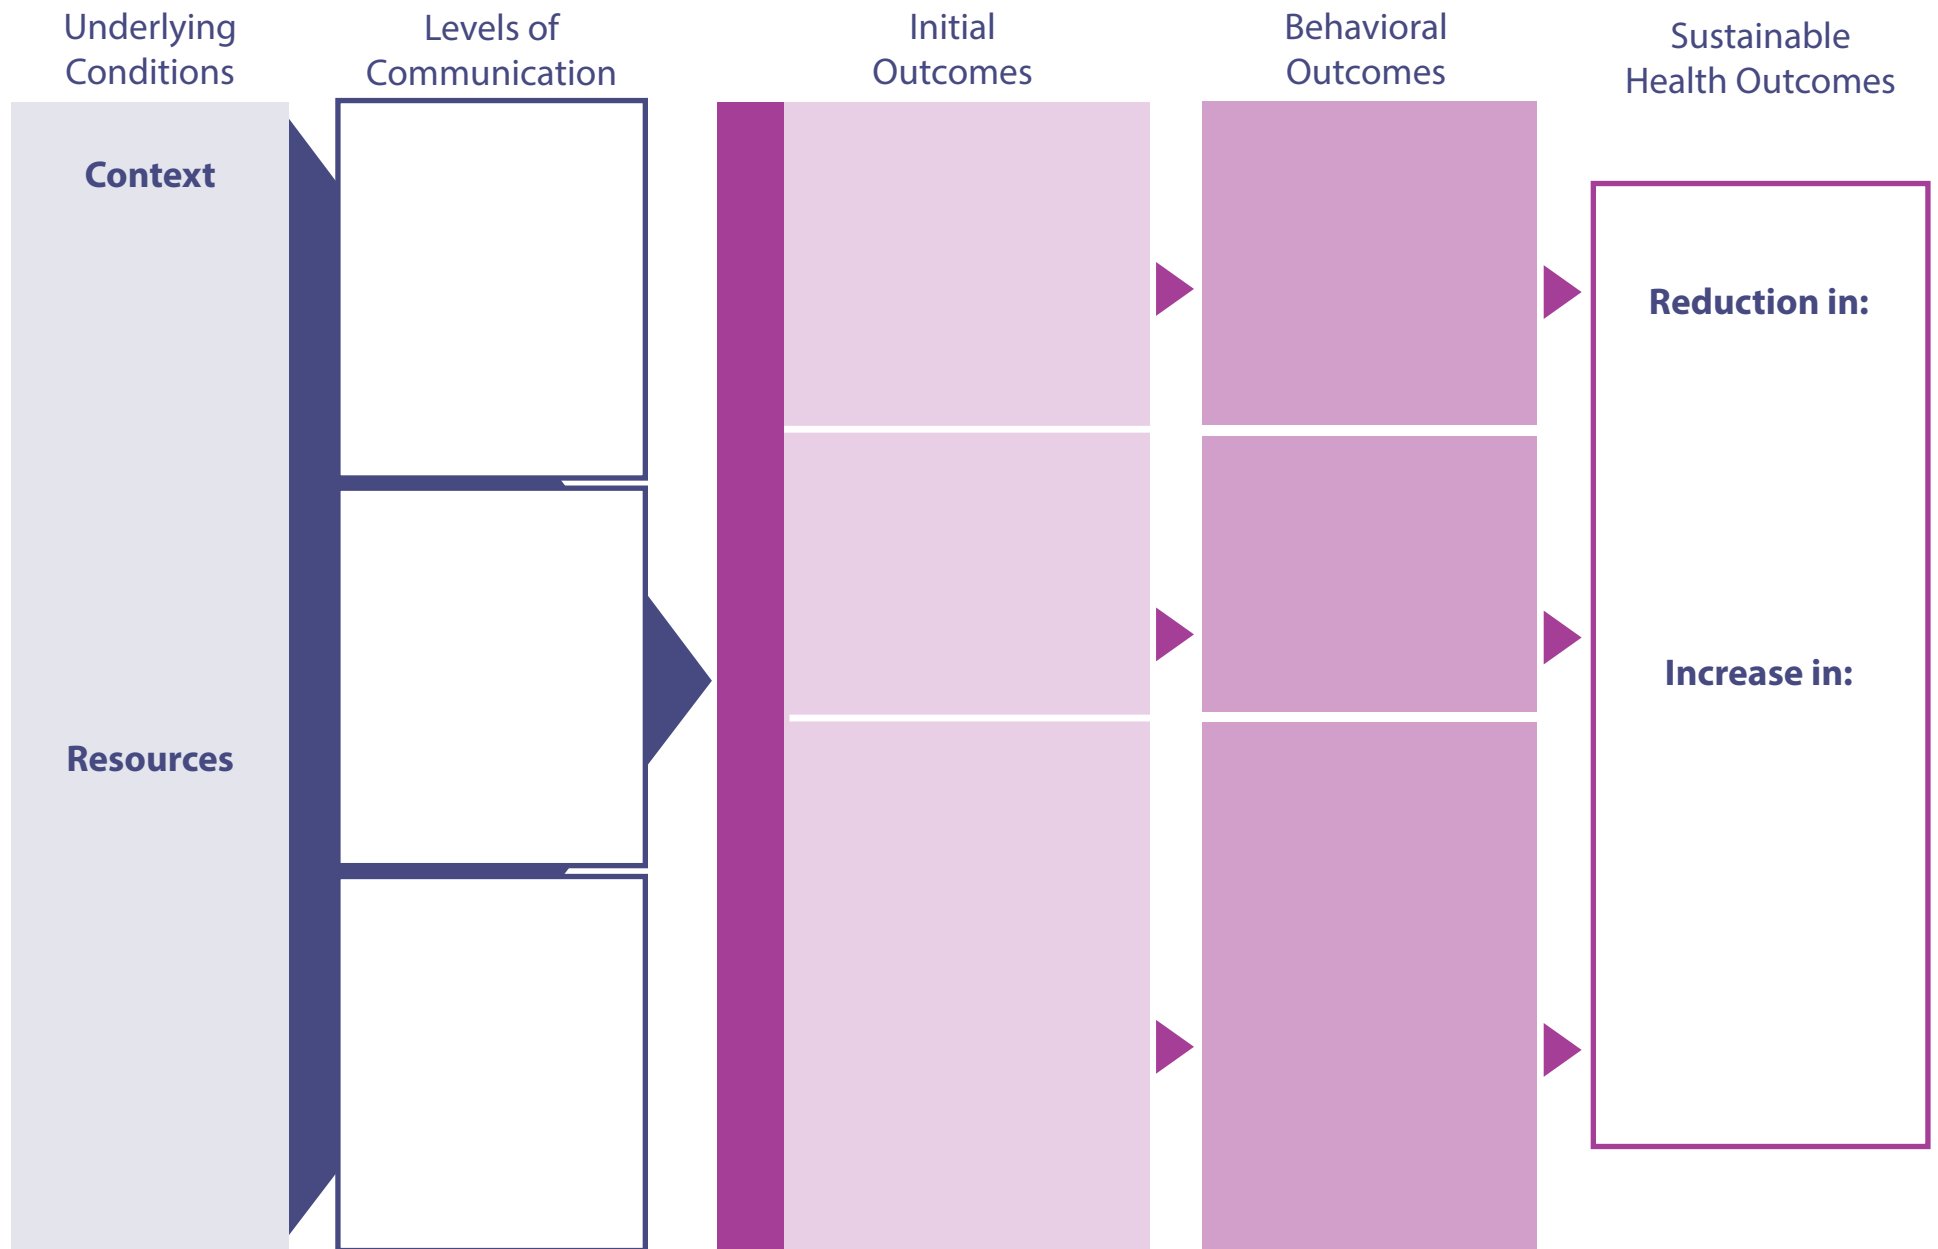 Underlying
Conditions
Levels of
Communication
Initial
Outcomes
Behavioral
Outcomes
Sustainable
Health Outcomes
Context
Resources
Reduction in:
Increase in: